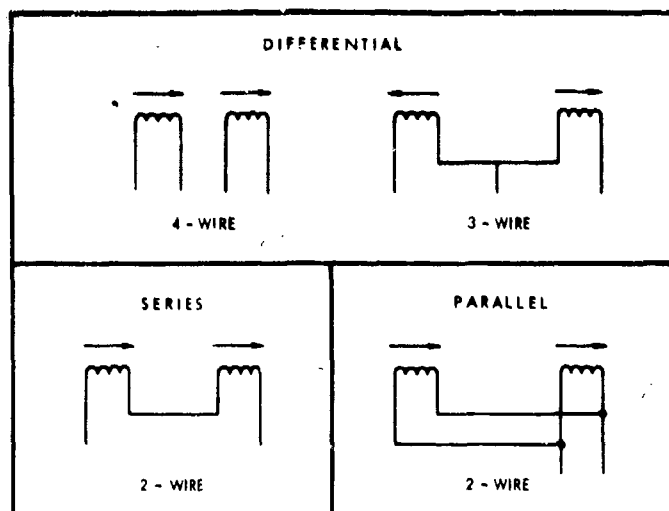 DIFFERENTIAL
4 - WIRE
3 - WIRE
SERIES
2 - WIRE
PARALLEL
2 - WIRE